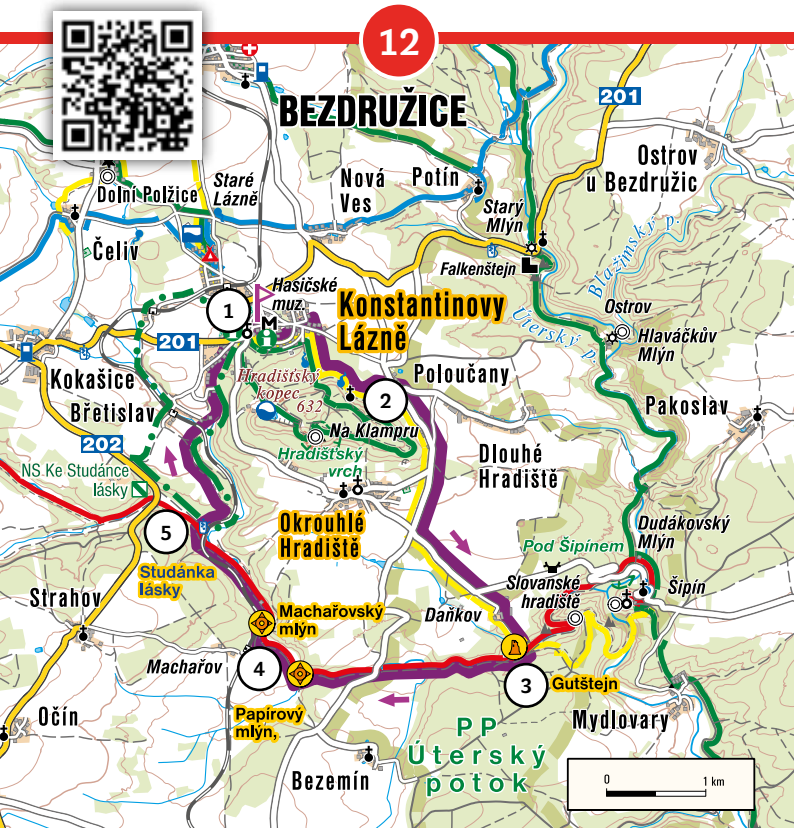 12
BEZDRUŽICE
201
Ostrov
u Bezdružic
Dolní Polžice
Staré
Lázně
Nová
Ves
Potín
Starý
Mlýn
Čeliv
Falkenštejn
Blažimský p.
Úterský p.
Hasičské
muz.
M
1
Konstantinovy
Lázně
Ostrov
Hlaváčkův
Mlýn
201
Kokašice
Hradišťský
kopec
632
Poloučany
2
Břetislav
Pakoslav
Na Klampru
202
Hradišťský
vrch
Dlouhé
Hradiště
NS Ke Studánce
lásky
Okrouhlé
Hradiště
Dudákovský
Mlýn
5
Pod Šipínem
Studánka
lásky
Slovanské
hradiště
Šipín
Strahov
Machařovský
mlýn
Daňkov
Machařov
4
3
Gutštejn
Papírový
mlýn,
Očín
Mydlovary
PP
Úterský
potok
Bezemín
0
1 km